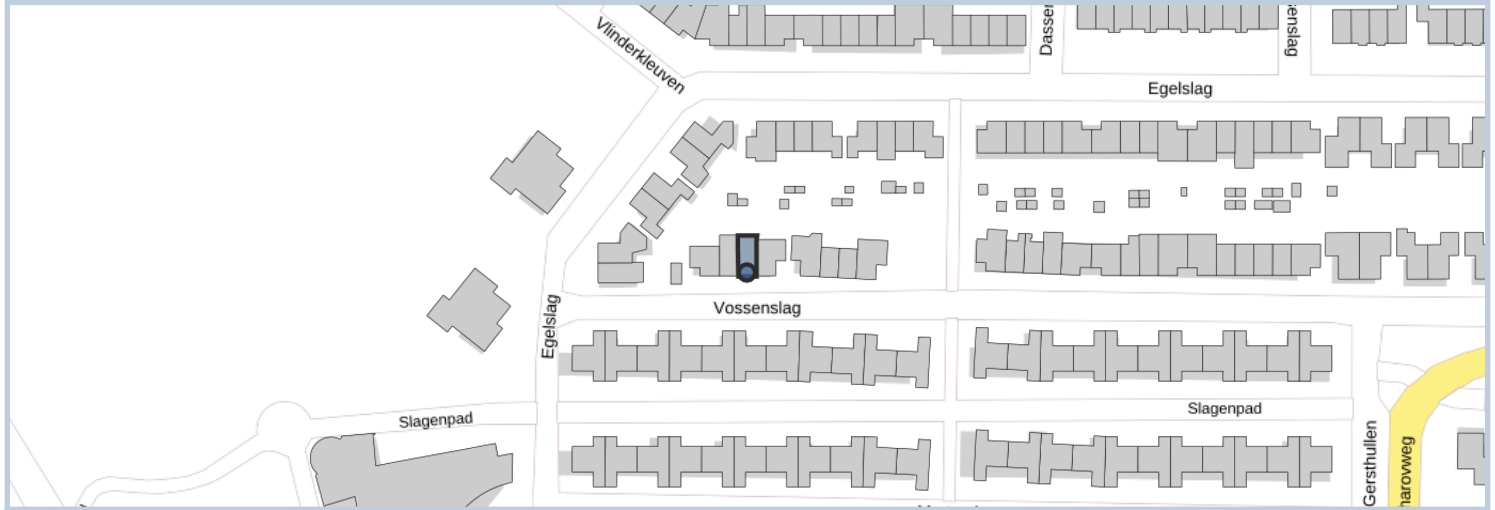 Vlinderkleuven
Egelslag
Vossenslag
Egelslag
Slagenpad
Slagenpad
Gersthullen